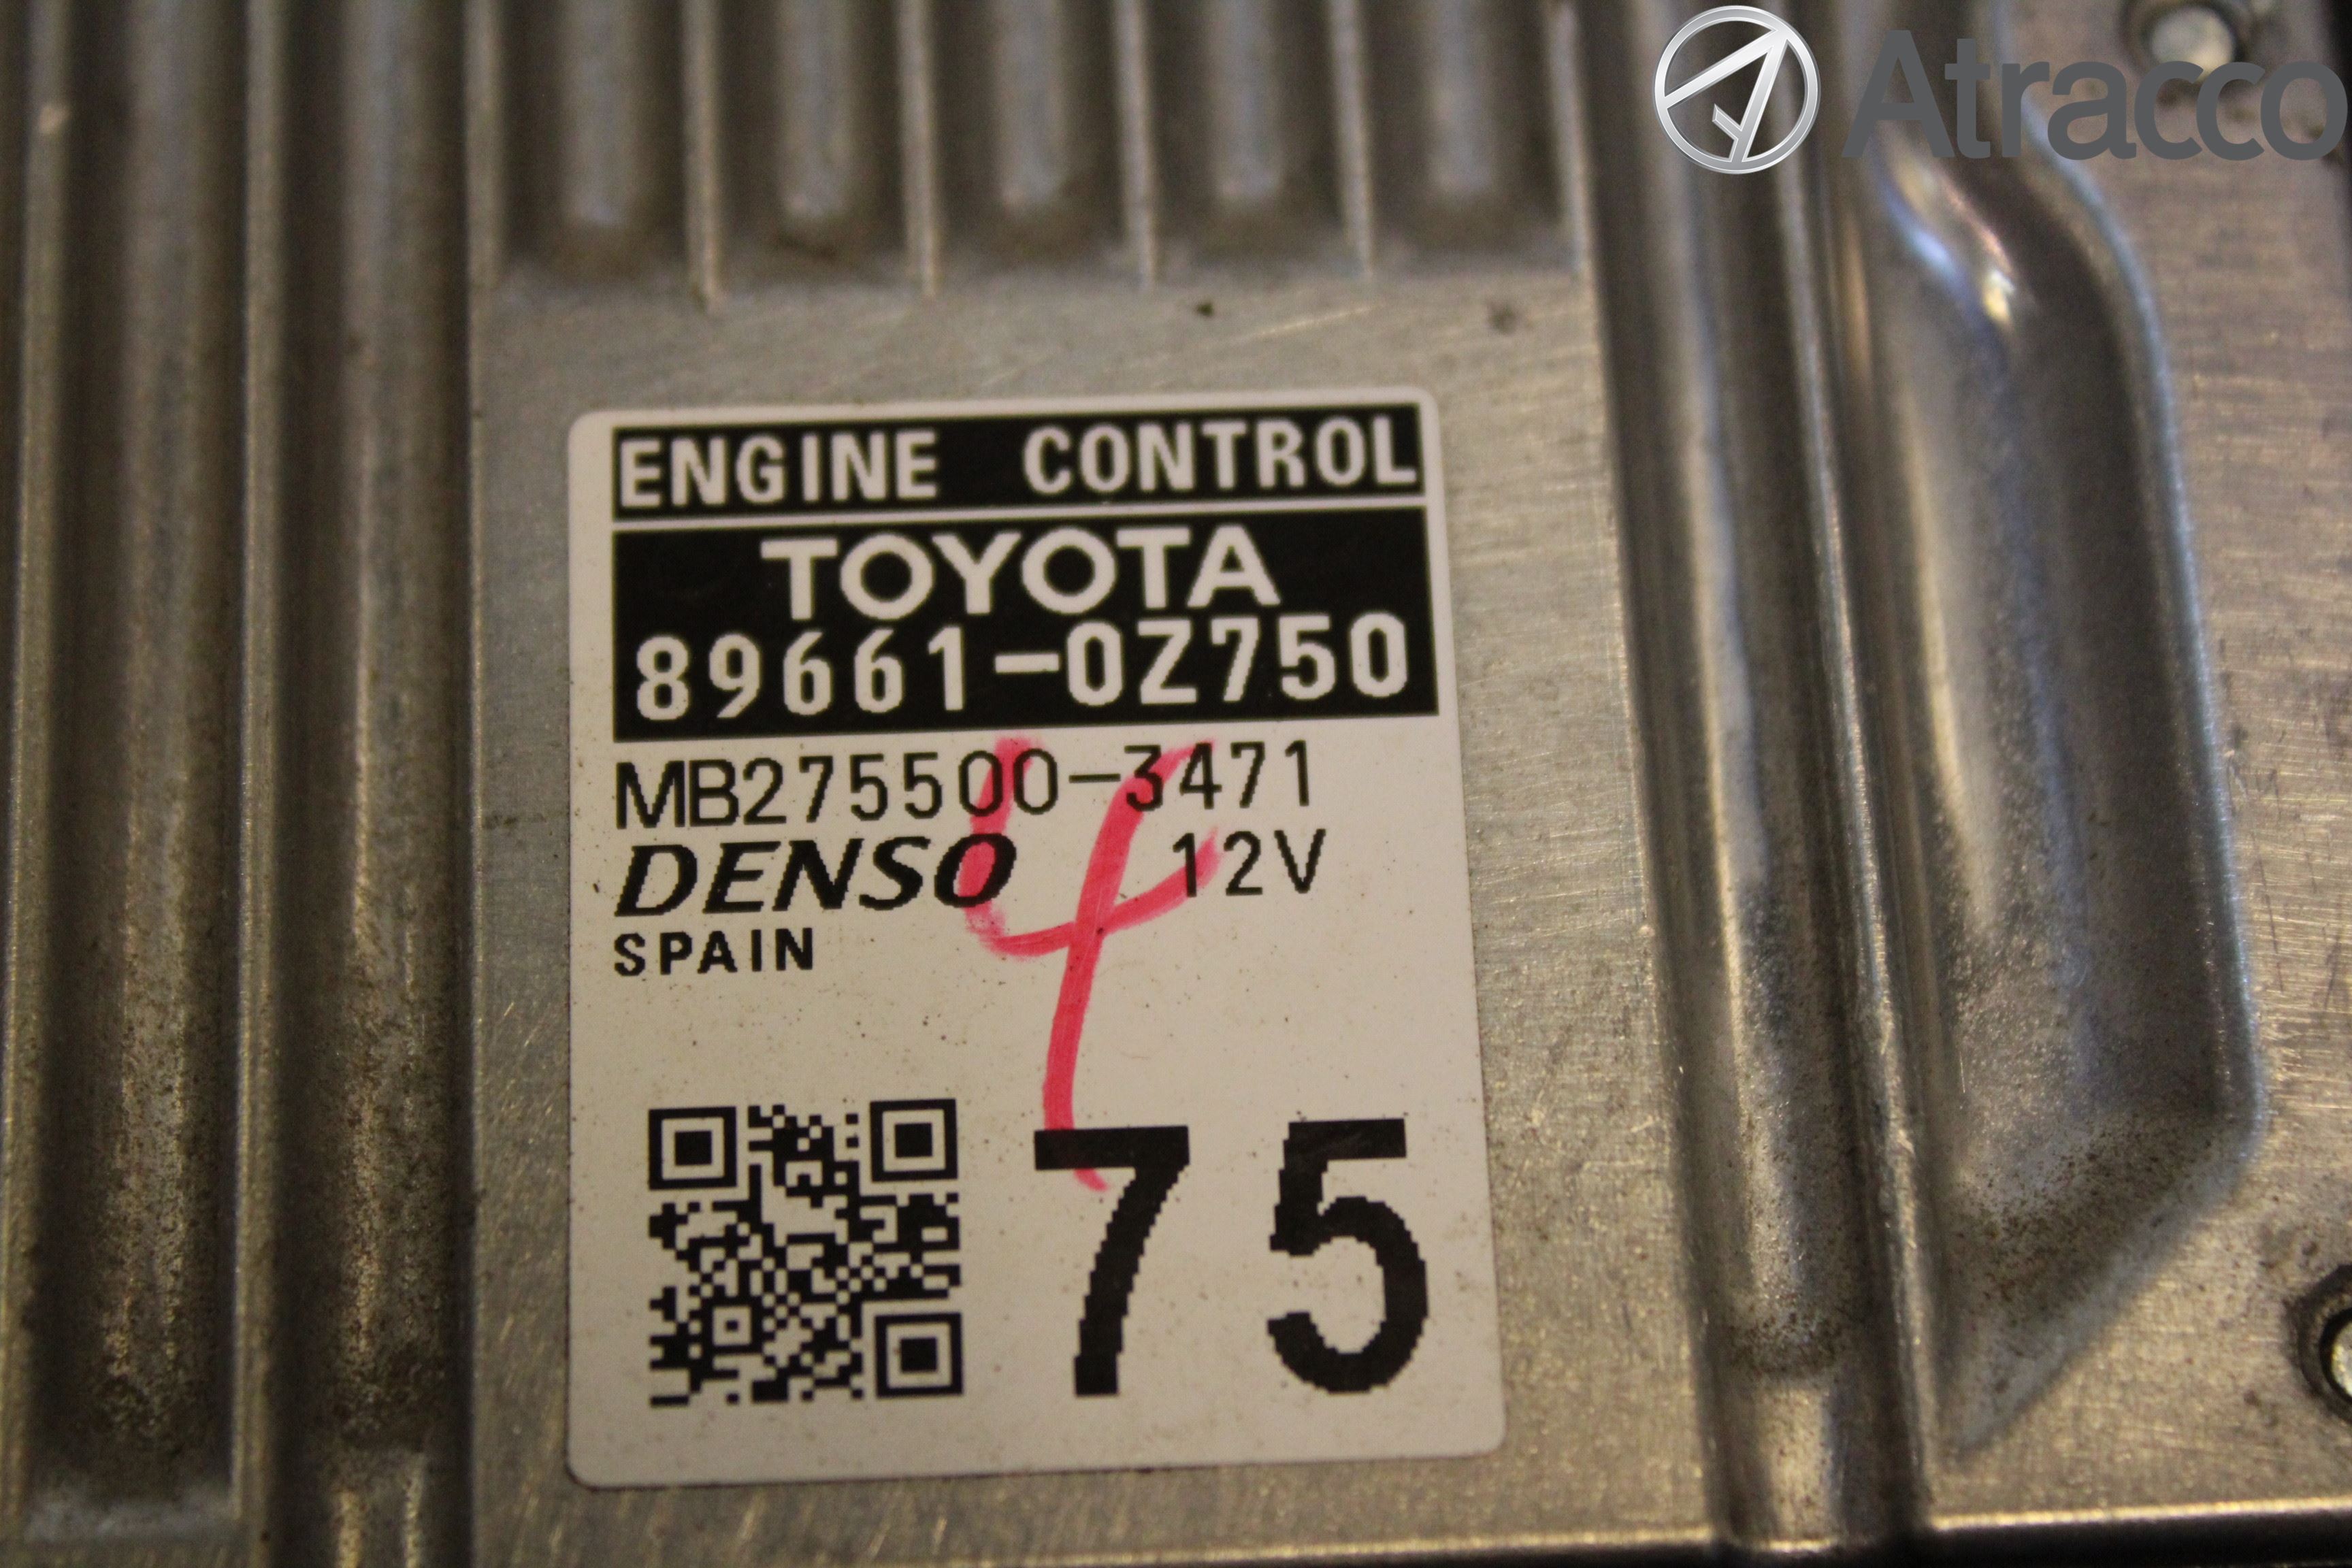 Atracco
ENGINE CONTROL
TOYOTA
89661-0Z750
MB275500-3471
DENSO 12V
SPAIN
4
75